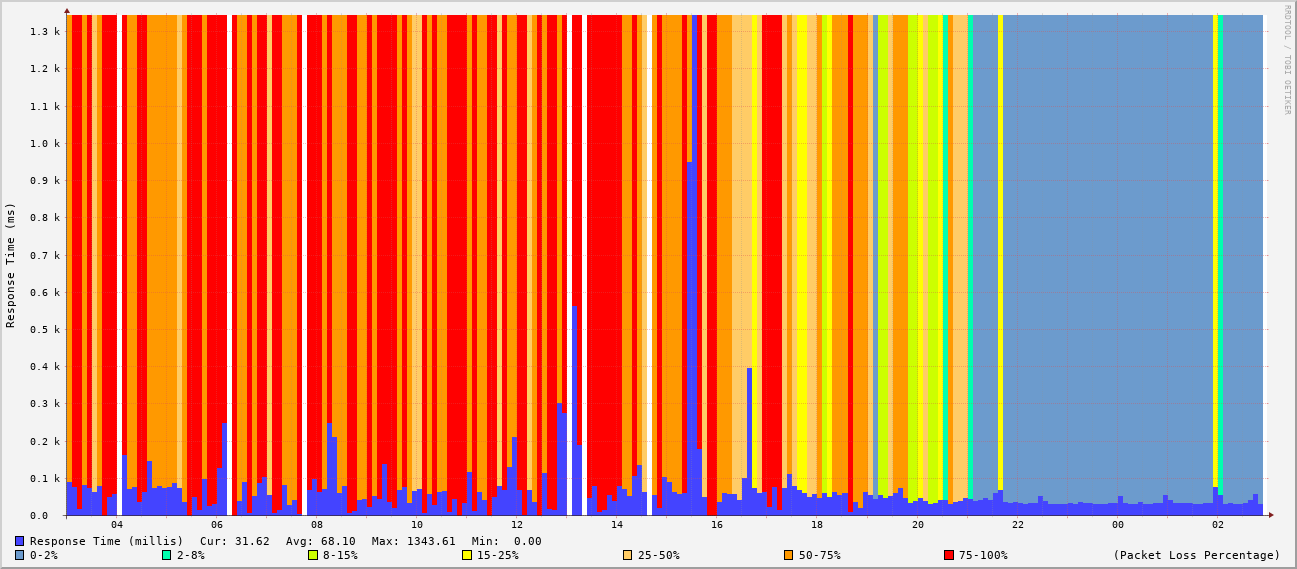 RRDTOOL / TOBI OETIKER
Response Time (ms)
1.3 k
1.2 k
1.1 k
1.0 k
0.9 k
0.8 k
0.7 k
0.6 k
0.5 k
0.4 k
0.3 k
0.2 k
0.1 k
0.0
04 06 08 10 12 14 16 18 20 22 00 02
Response Time (millis) Cur: 31.62 Avg: 68.10 Max: 1343.61 Min: 0.00
0-2% 2-8% 8-15% 15-25% 25-50% 50-75% 75-100% (Packet Loss Percentage)